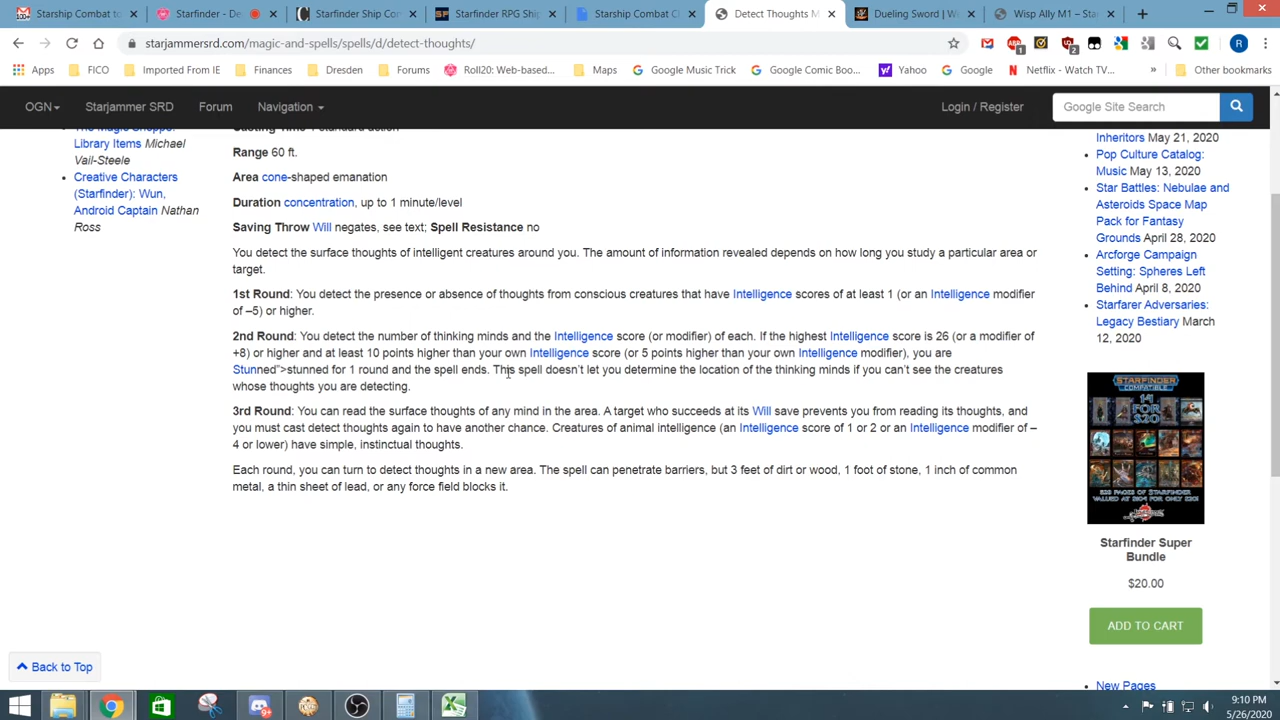 Starship Combat to
Starfinder - De
Starfinder Ship Con
Starfinder RPG Ship
Starship Combat Cl
Detect Thoughts M
Dueling Sword | We
Wisp Ally M1 – Star
starjammersrd.com/magic-and-spells/spells/d/detect-thoughts/
Apps
FICO
Imported From IE
Finances
Dresden
Forums
Roll20: Web-based...
Maps
Google Music Trick
Google Comic Boo...
Yahoo
Google
Netflix - Watch TV...
»
Other bookmarks
OGN
Starjammer SRD
Forum
Navigation
Login / Register
Google Site Search
The Magic Shoppe:
Library Items Michael
Vail-Steele
Creative Characters
(Starfinder): Wun,
Android Captain Nathan
Ross
Casting Time 1 standard action
Range 60 ft.
Area cone-shaped emanation
Duration concentration, up to 1 minute/level
Saving Throw Will negates, see text; Spell Resistance no
You detect the surface thoughts of intelligent creatures around you. The amount of information revealed depends on how long you study a particular area or
target.
1st Round: You detect the presence or absence of thoughts from conscious creatures that have Intelligence scores of at least 1 (or an Intelligence modifier
of –5) or higher.
2nd Round: You detect the number of thinking minds and the Intelligence score (or modifier) of each. If the highest Intelligence score is 26 (or a modifier of
+8) or higher and at least 10 points higher than your own Intelligence score (or 5 points higher than your own Intelligence modifier), you are
Stunned”>stunned for 1 round and the spell ends. This spell doesn’t let you determine the location of the thinking minds if you can’t see the creatures
whose thoughts you are detecting.
3rd Round: You can read the surface thoughts of any mind in the area. A target who succeeds at its Will save prevents you from reading its thoughts, and
you must cast detect thoughts again to have another chance. Creatures of animal intelligence (an Intelligence score of 1 or 2 or an Intelligence modifier of –
4 or lower) have simple, instinctual thoughts.
Each round, you can turn to detect thoughts in a new area. The spell can penetrate barriers, but 3 feet of dirt or wood, 1 foot of stone, 1 inch of common
metal, a thin sheet of lead, or any force field blocks it.
Inheritors May 21, 2020
Pop Culture Catalog:
Music May 13, 2020
Star Battles: Nebulae and
Asteroids Space Map
Pack for Fantasy
Grounds April 28, 2020
Arcforge Campaign
Setting: Spheres Left
Behind April 8, 2020
Starfarer Adversaries:
Legacy Bestiary March
12, 2020
STARFINDER
COMPATIBLE
14
FOR
$20
Starfinder Super
Bundle
$20.00
ADD TO CART
New Pages
Back to Top
9:10 PM
5/26/2020